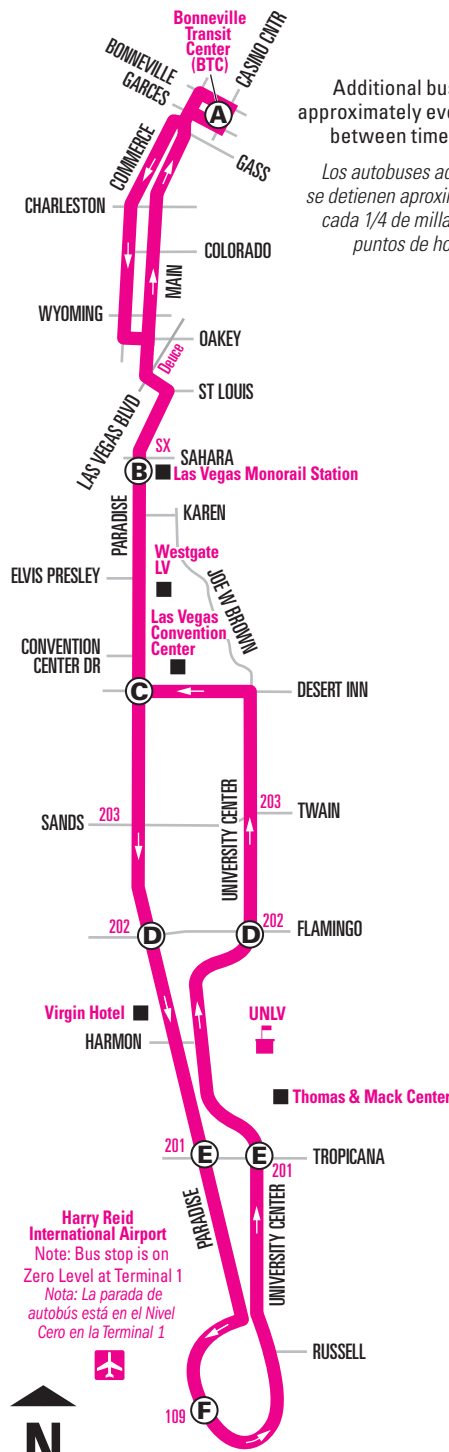 Bonneville
Transit
Center
(BTC)
BONNEVILLE
GARCES
CASINO CNTR
A
GASS
COMMERCE
Additional bus
approximately eve
between time
Los autobuses ad
se detienen aproxi
cada 1/4 de milla
puntos de ho
CHARLESTON
COLORADO
MAIN
WYOMING
OAKEY
Deuce
ST LOUIS
LAS VEGAS BLVD
SX
SAHARA
B
Las Vegas Monorail Station
PARADISE
KAREN
Westgate
LV
ELVIS PRESLEY
JOE W BROWN
Las Vegas
Convention
Center
CONVENTION
CENTER DR
C
DESERT INN
UNIVERSITY CENTER
203
203
SANDS
TWAIN
202
D
D
202
FLAMINGO
Virgin Hotel
UNLV
HARMON
Thomas & Mack Center
201
E
E
201
TROPICANA
PARADISE
UNIVERSITY CENTER
Harry Reid
International Airport
Note: Bus stop is on
Zero Level at Terminal 1
Nota: La parada de
autobús está en el Nivel
Cero en la Terminal 1
RUSSELL
109
F
N